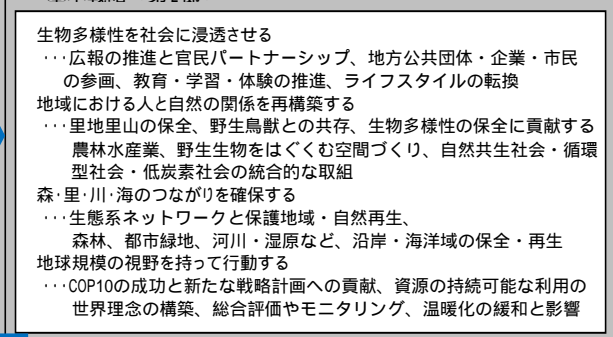 生物多様性を社会に浸透させる
･･･広報の推進と官民パートナーシップ、地方公共団体・企業・市民
の参画、教育・学習・体験の推進、ライフスタイルの転換
地域における人と自然の関係を再構築する
･･･里地里山の保全、野生鳥獣との共存、生物多様性の保全に貢献する
農林水産業、野生生物をはぐくむ空間づくり、自然共生社会・循環
型社会・低炭素社会の統合的な取組
森･里･川･海のつながりを確保する
･･･生態系ネットワークと保護地域・自然再生、
森林、都市緑地、河川・湿原など、沿岸・海洋域の保全・再生
地球規模の視野を持って行動する
･･･COP10の成功と新たな戦略計画への貢献、資源の持続可能な利用の
世界理念の構築、総合評価やモニタリング、温暖化の緩和と影響